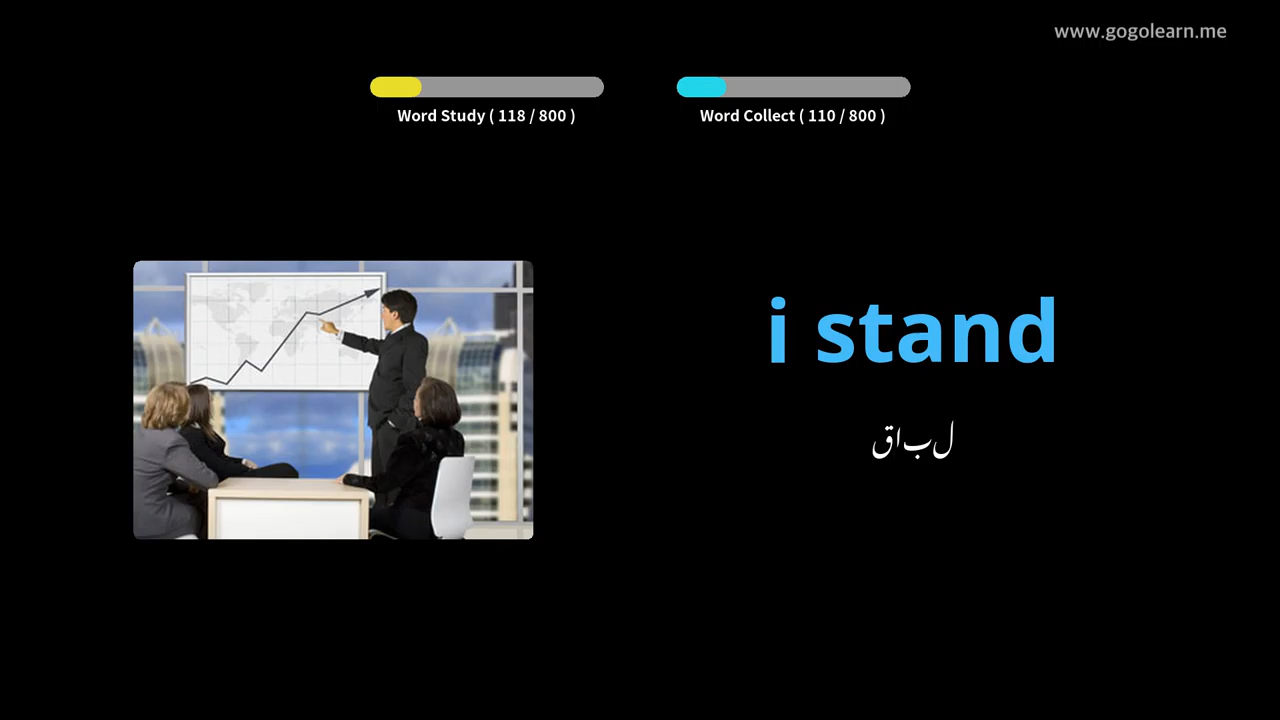 www.gogolearn.me
Word Study ( 118 / 800 )
Word Collect ( 110 / 800 )
i stand
لباق